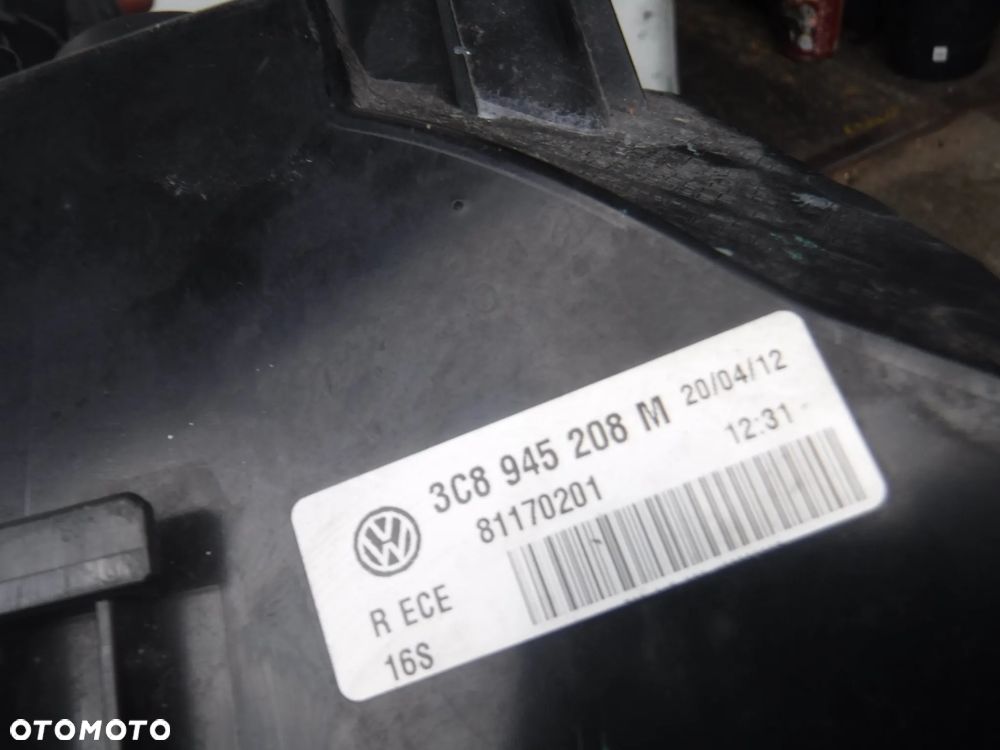 3C8 945 208 M 20/04/12
81170201 12:31
R ECE
16S
OTOMOTO